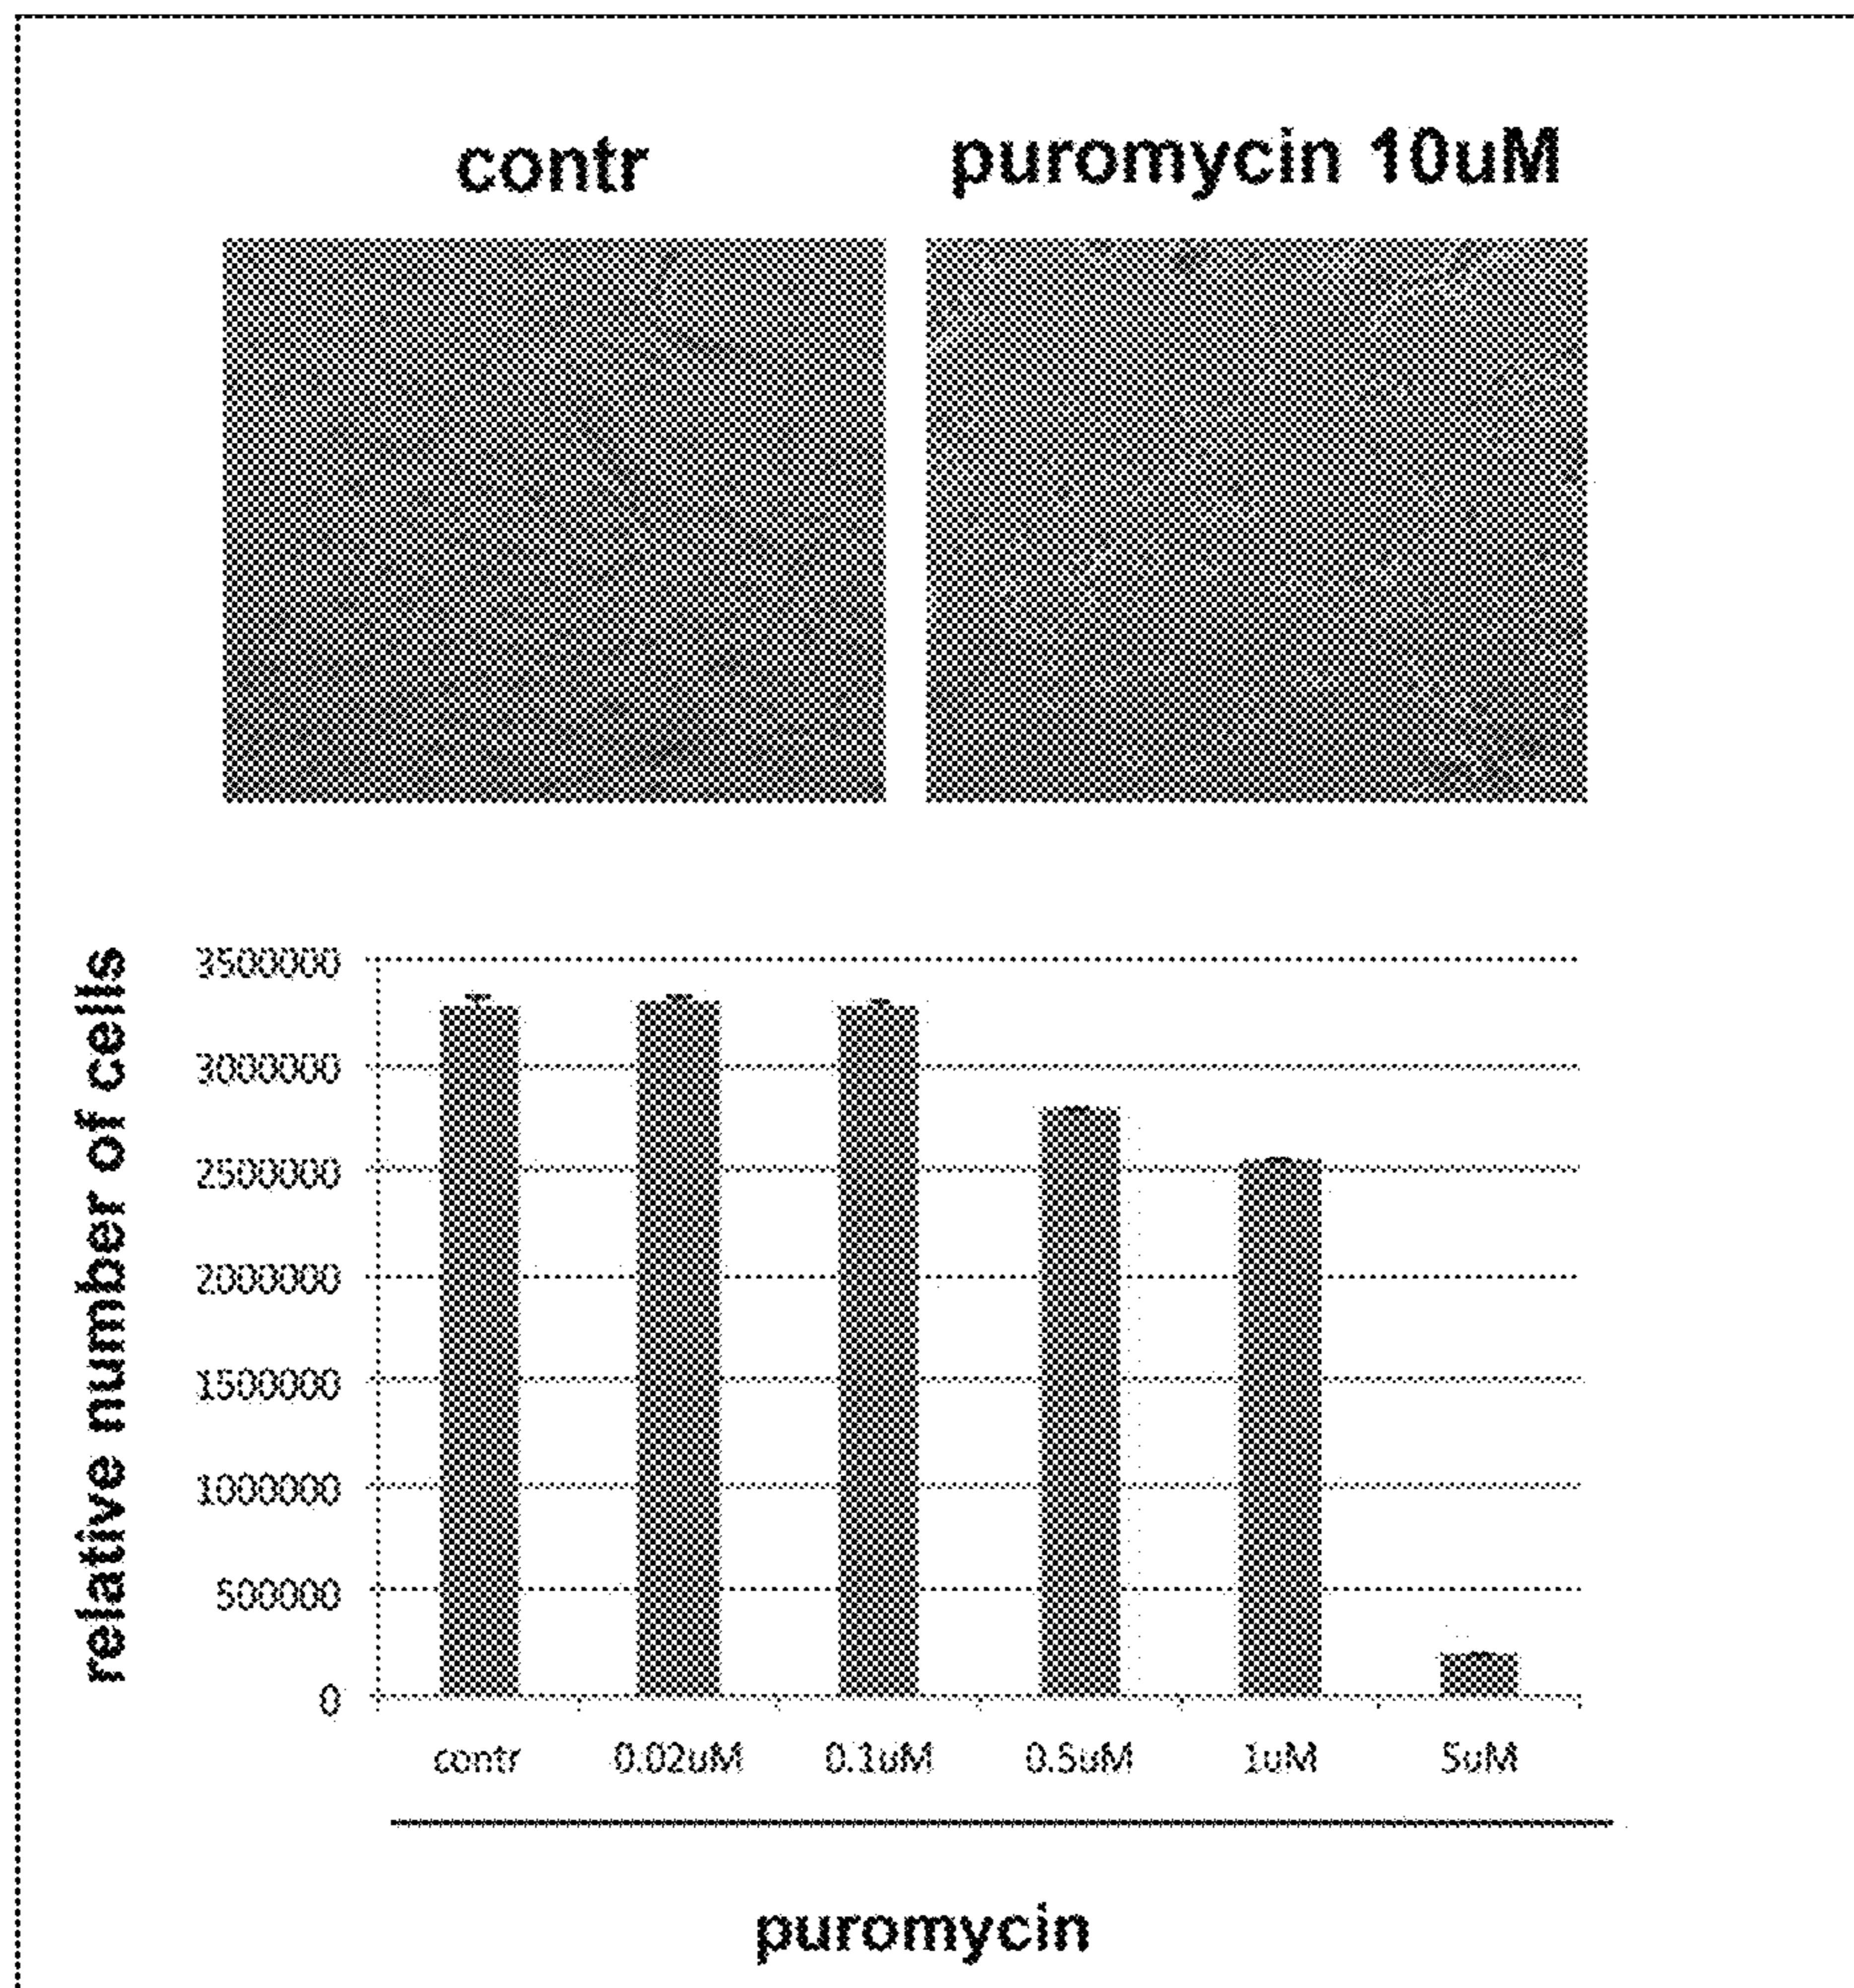 contr
puromycin 10uM
relative number of cells
3500000
3000000
2500000
2000000
1500000
1000000
500000
0
contr 0.02uM 0.1uM 0.5uM 1uM 5uM
puromycin